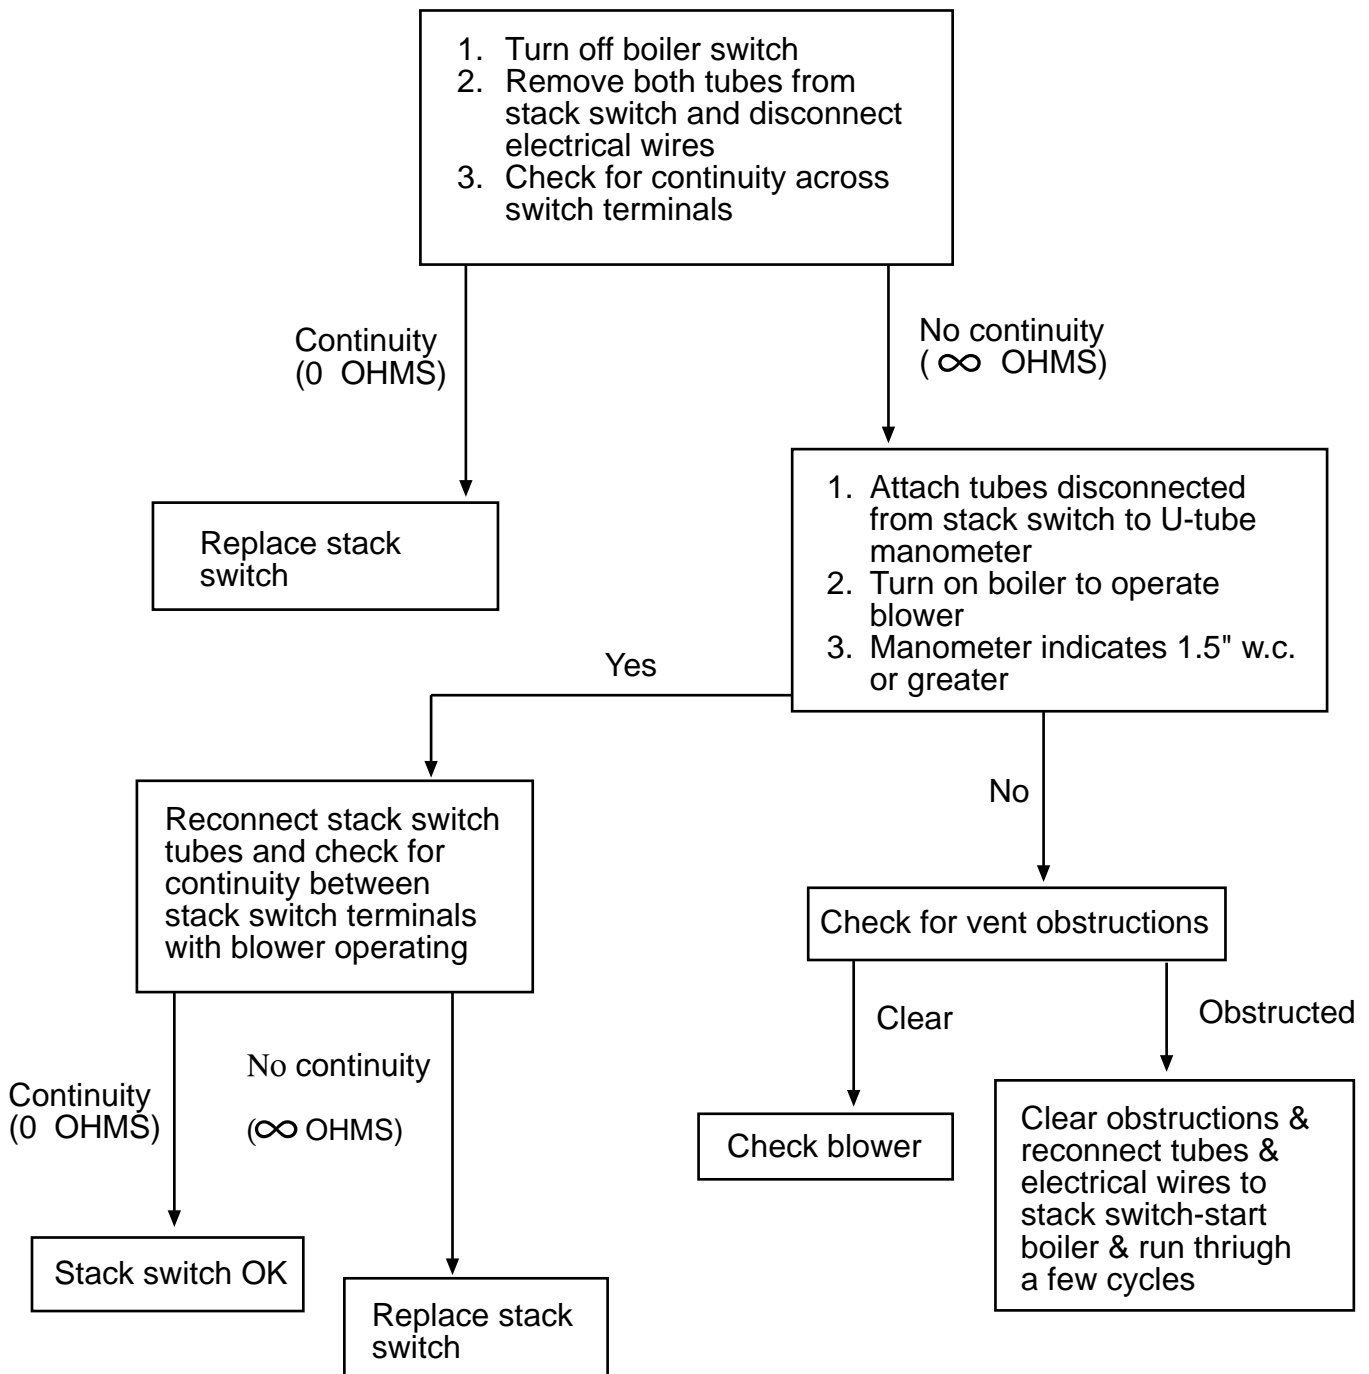 1. Turn off boiler switch
2. Remove both tubes from
stack switch and disconnect
electrical wires
3. Check for continuity across
switch terminals
Continuity
(0 OHMS)
No continuity
( ∞ OHMS)
Replace stack
switch
1. Attach tubes disconnected
from stack switch to U-tube
manometer
2. Turn on boiler to operate
blower
3. Manometer indicates 1.5" w.c.
or greater
Yes
No
Reconnect stack switch
tubes and check for
continuity between
stack switch terminals
with blower operating
Check for vent obstructions
Clear
Obstructed
Continuity
(0 OHMS)
No continuity
(∞ OHMS)
Check blower
Clear obstructions &
reconnect tubes &
electrical wires to
stack switch-start
boiler & run thriugh
a few cycles
Stack switch OK
Replace stack
switch